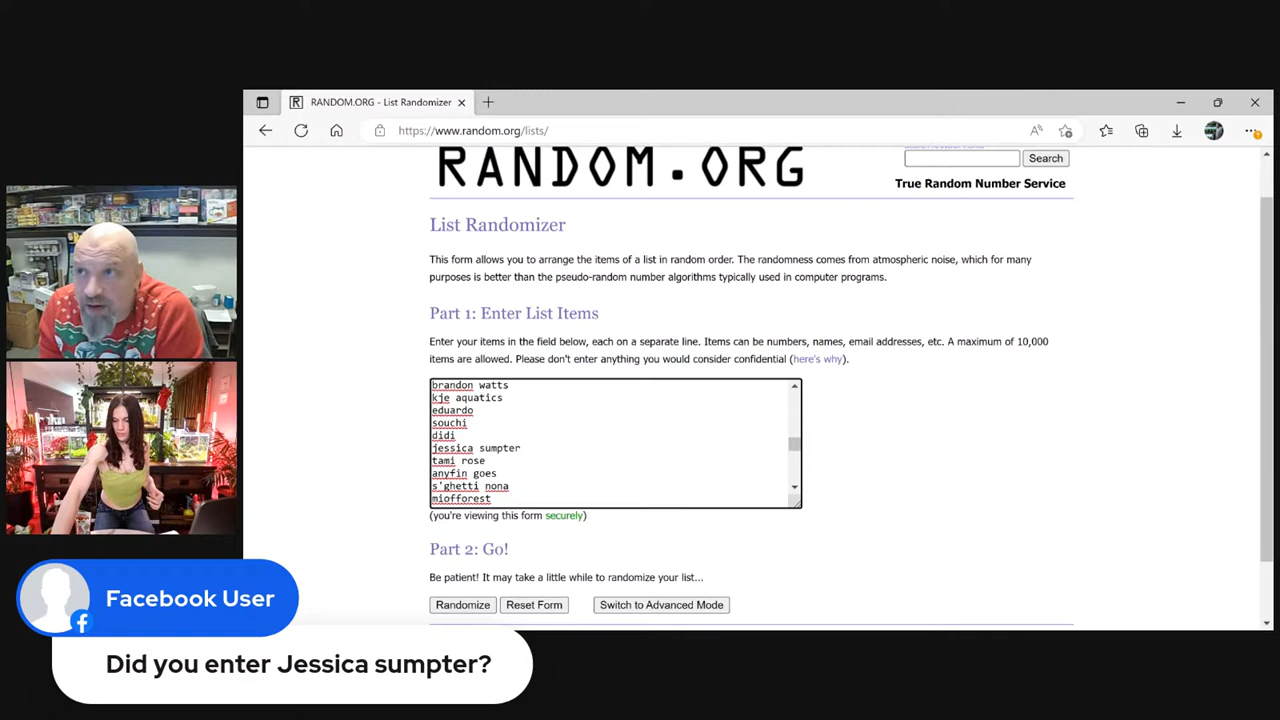 RANDOM.ORG - List Randomizer
https://www.random.org/lists/
RANDOM.ORG
Search
True Random Number Service
List Randomizer
This form allows you to arrange the items of a list in random order. The randomness comes from atmospheric noise, which for many
purposes is better than the pseudo-random number algorithms typically used in computer programs.
Part 1: Enter List Items
Enter your items in the field below, each on a separate line. Items can be numbers, names, email addresses, etc. A maximum of 10,000
items are allowed. Please don't enter anything you would consider confidential (here's why).
brandon watts
kje aquatics
eduardo
souchi
didi
jessica sumpter
tami rose
anyfin goes
s'ghetti nona
miofforest
(you're viewing this form securely)
Part 2: Go!
Be patient! It may take a little while to randomize your list...
Randomize Reset Form Switch to Advanced Mode
Facebook User
Did you enter Jessica sumpter?